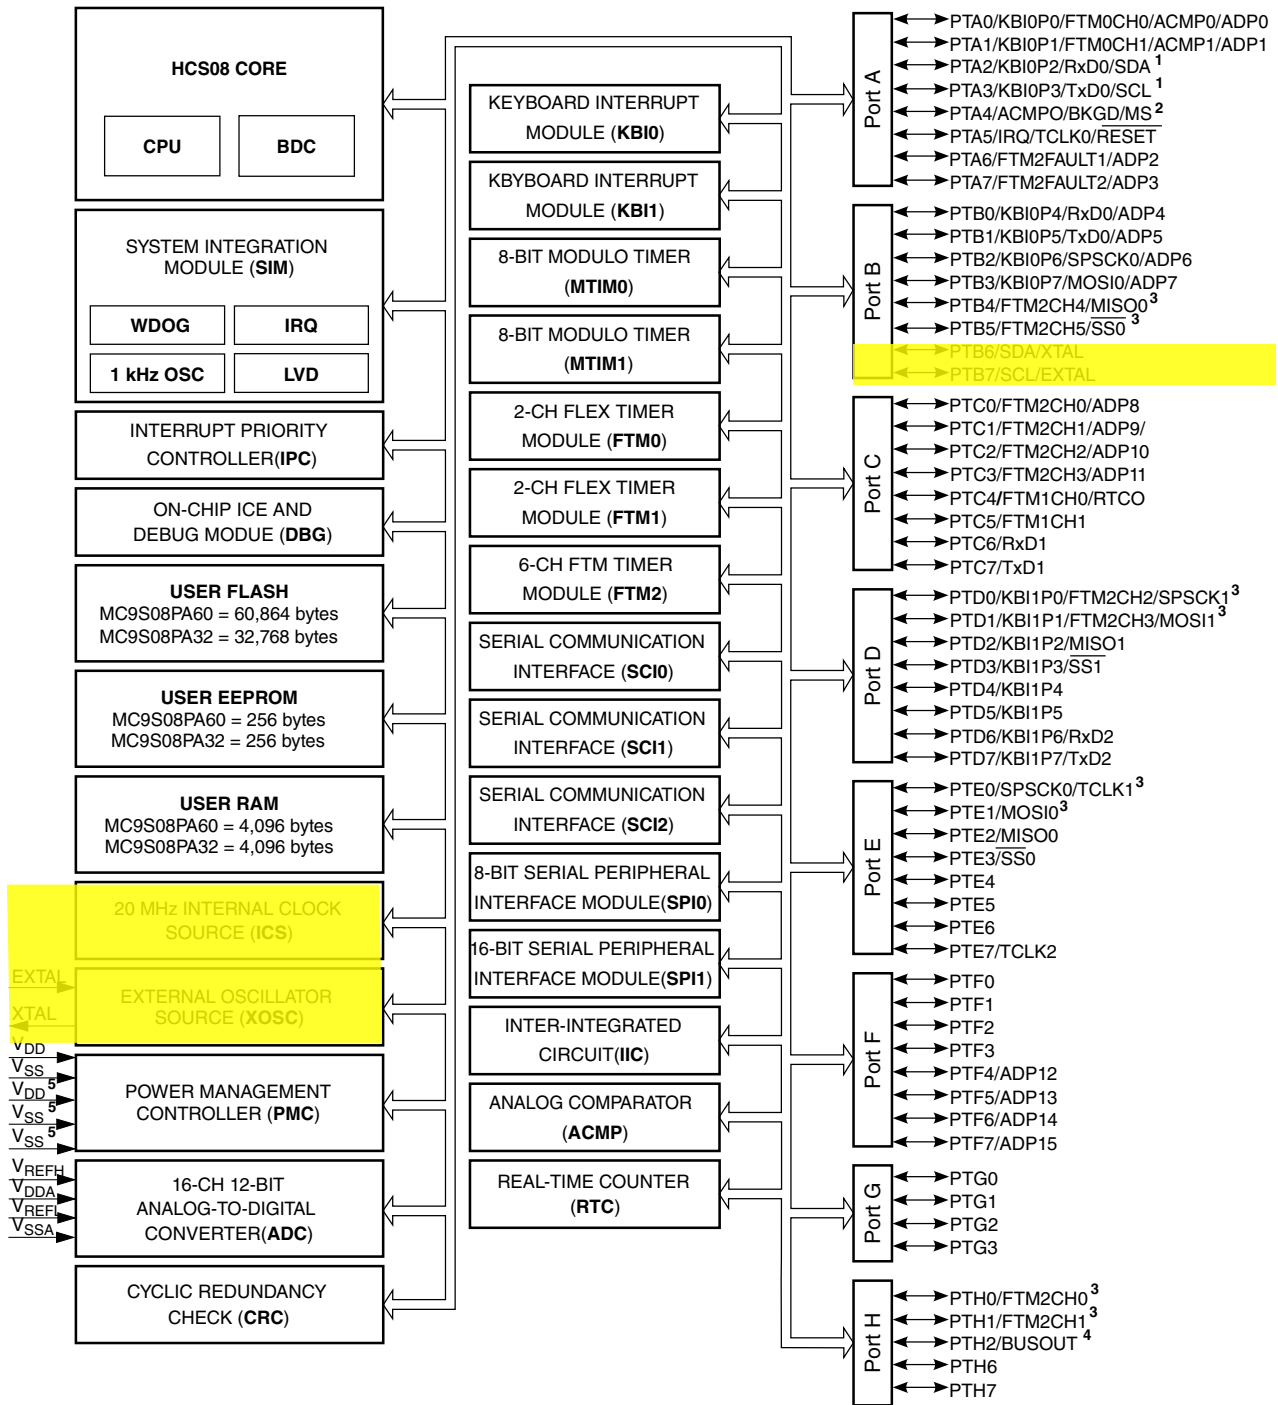 HCS08 CORE
CPU
BDC
SYSTEM INTEGRATION
MODULE (SIM)
WDOG
IRQ
1 kHz OSC
LVD
INTERRUPT PRIORITY
CONTROLLER(IPC)
ON-CHIP ICE AND
DEBUG MODUE (DBG)
USER FLASH
MC9S08PA60 = 60,864 bytes
MC9S08PA32 = 32,768 bytes
USER EEPROM
MC9S08PA60 = 256 bytes
MC9S08PA32 = 256 bytes
USER RAM
MC9S08PA60 = 4,096 bytes
MC9S08PA32 = 4,096 bytes
20 MHz INTERNAL CLOCK
SOURCE (ICS)
EXTAL
XTAL
EXTERNAL OSCILLATOR
SOURCE (XOSC)
VDD
VSS
VDD 5
VSS 5
VSS 5
POWER MANAGEMENT
CONTROLLER (PMC)
VREFH
VDDA
VREFL
VSSA
16-CH 12-BIT
ANALOG-TO-DIGITAL
CONVERTER(ADC)
CYCLIC REDUNDANCY
CHECK (CRC)
KEYBOARD INTERRUPT
MODULE (KBI0)
KBYBOARD INTERRUPT
MODULE (KBI1)
8-BIT MODULO TIMER
(MTIM0)
8-BIT MODULO TIMER
(MTIM1)
2-CH FLEX TIMER
MODULE (FTM0)
2-CH FLEX TIMER
MODULE (FTM1)
6-CH FTM TIMER
MODULE (FTM2)
SERIAL COMMUNICATION
INTERFACE (SCI0)
SERIAL COMMUNICATION
INTERFACE (SCI1)
SERIAL COMMUNICATION
INTERFACE (SCI2)
8-BIT SERIAL PERIPHERAL
INTERFACE MODULE(SPI0)
16-BIT SERIAL PERIPHERAL
INTERFACE MODULE(SPI1)
INTER-INTEGRATED
CIRCUIT(IIC)
ANALOG COMPARATOR
(ACMP)
REAL-TIME COUNTER
(RTC)
Port A
PTA0/KBI0P0/FTM0CH0/ACMP0/ADP0
PTA1/KBI0P1/FTM0CH1/ACMP1/ADP1
PTA2/KBI0P2/RxD0/SDA 1
PTA3/KBI0P3/TxD0/SCL 1
PTA4/ACMPO/BKGD/MS 2
PTA5/IRQ/TCLK0/RESET
PTA6/FTM2FAULT1/ADP2
PTA7/FTM2FAULT2/ADP3
Port B
PTB0/KBI0P4/RxD0/ADP4
PTB1/KBI0P5/TxD0/ADP5
PTB2/KBI0P6/SPSCK0/ADP6
PTB3/KBI0P7/MOSI0/ADP7
PTB4/FTM2CH4/MISO0 3
PTB5/FTM2CH5/SS0 3
PTB6/SDA/XTAL
PTB7/SCL/EXTAL
Port C
PTC0/FTM2CH0/ADP8
PTC1/FTM2CH1/ADP9/
PTC2/FTM2CH2/ADP10
PTC3/FTM2CH3/ADP11
PTC4/FTM1CH0/RTCO
PTC5/FTM1CH1
PTC6/RxD1
PTC7/TxD1
Port D
PTD0/KBI1P0/FTM2CH2/SPSCK1 3
PTD1/KBI1P1/FTM2CH3/MOSI1 3
PTD2/KBI1P2/MISO1
PTD3/KBI1P3/SS1
PTD4/KBI1P4
PTD5/KBI1P5
PTD6/KBI1P6/RxD2
PTD7/KBI1P7/TxD2
Port E
PTE0/SPSCK0/TCLK1 3
PTE1/MOSI0 3
PTE2/MISO0
PTE3/SS0
PTE4
PTE5
PTE6
PTE7/TCLK2
Port F
PTF0
PTF1
PTF2
PTF3
PTF4/ADP12
PTF5/ADP13
PTF6/ADP14
PTF7/ADP15
Port G
PTG0
PTG1
PTG2
PTG3
Port H
PTH0/FTM2CH0 3
PTH1/FTM2CH1 3
PTH2/BUSOUT 4
PTH6
PTH7